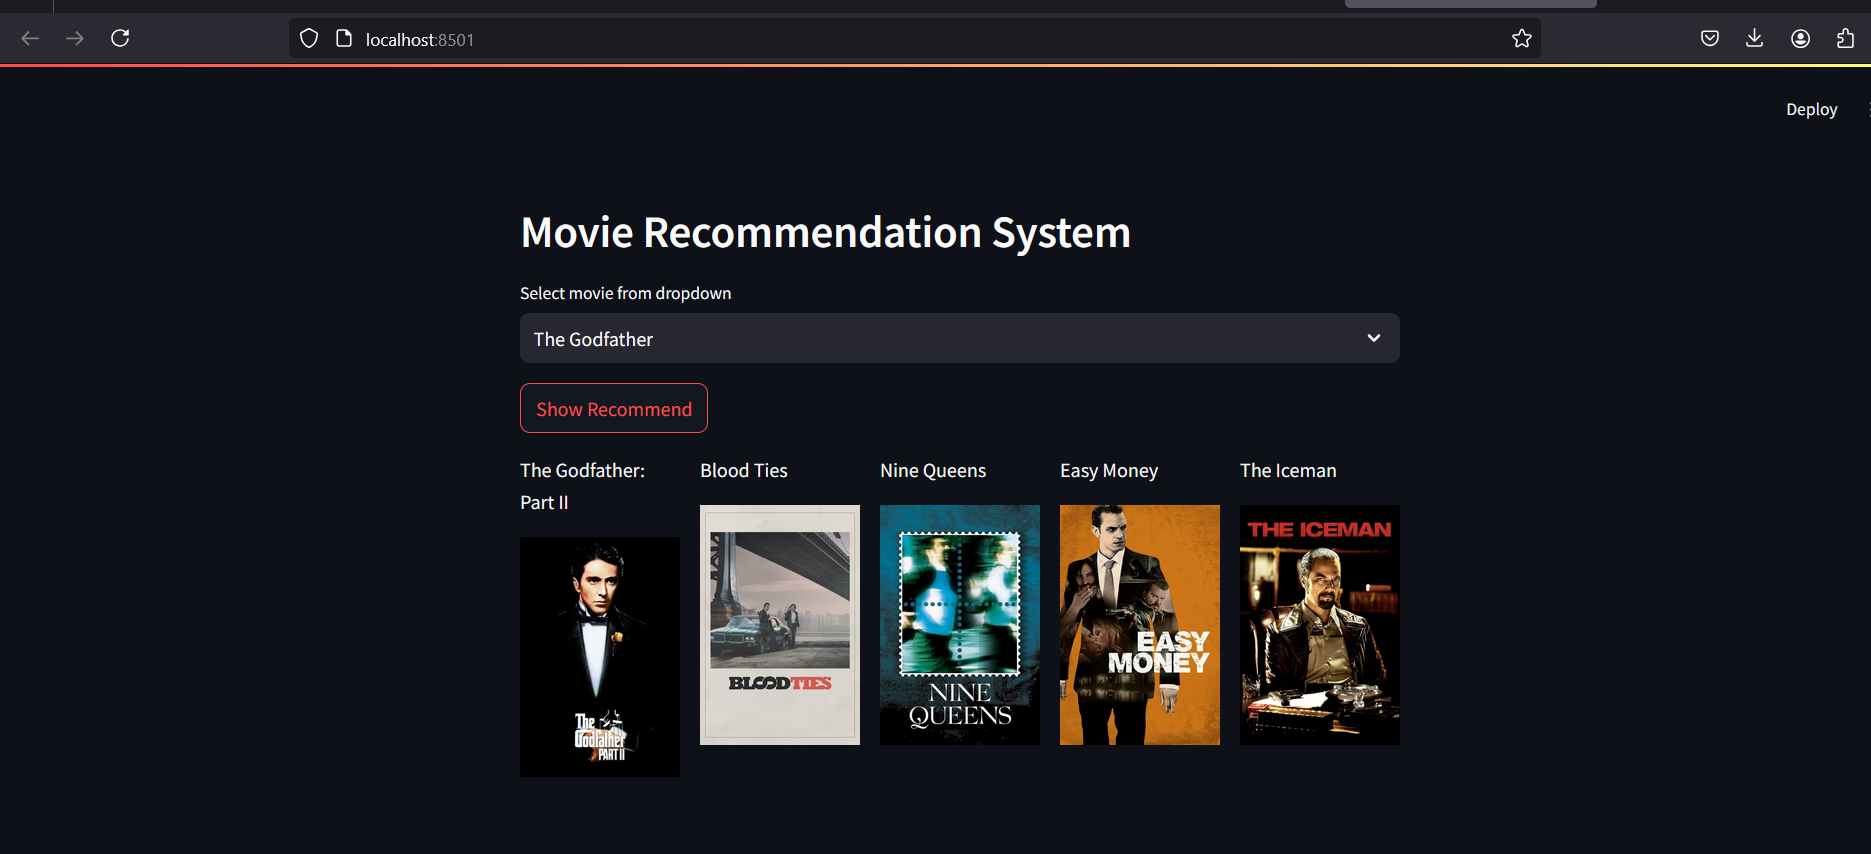 localhost:8501
Deploy
Movie Recommendation System
Select movie from dropdown
The Godfather
Show Recommend
The Godfather:
Part II
Blood Ties
Nine Queens
Easy Money
The Iceman
The
Godfather
PART II
BLOOD TIES
NINE
QUEENS
EASY
MONEY
THE ICEMAN